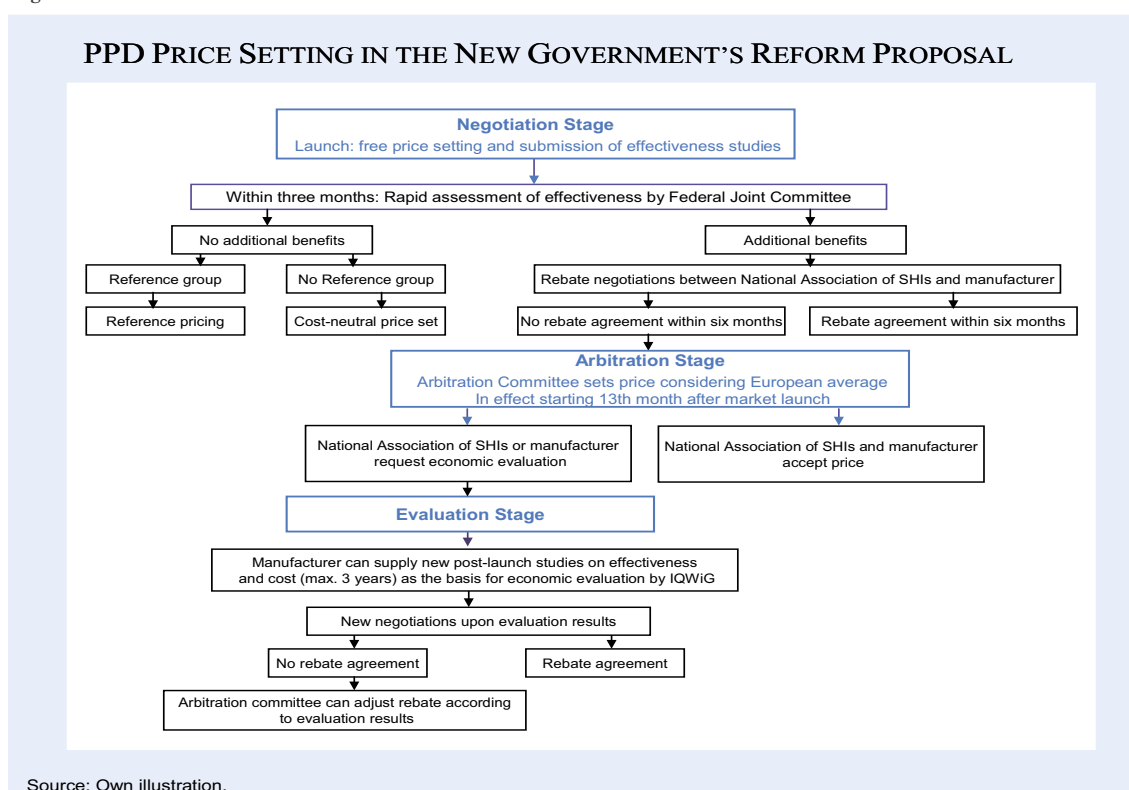 PPD PRICE SETTING IN THE NEW GOVERNMENT'S REFORM PROPOSAL
Negotiation Stage
Launch: free price setting and submission of effectiveness studies
Within three months: Rapid assessment of effectiveness by Federal Joint Committee
No additional benefits
Additional benefits
Reference group
No Reference group
Rebate negotiations between National Association of SHIs and manufacturer
Reference pricing
Cost-neutral price set
No rebate agreement within six months
Rebate agreement within six months
Arbitration Stage
Arbitration Committee sets price considering European average
In effect starting 13th month after market launch
National Association of SHIs or manufacturer
request economic evaluation
National Association of SHIs and manufacturer
accept price
Evaluation Stage
Manufacturer can supply new post-launch studies on effectiveness
and cost (max. 3 years) as the basis for economic evaluation by IQWiG
New negotiations upon evaluation results
No rebate agreement
Rebate agreement
Arbitration committee can adjust rebate according
to evaluation results
Source: Own illustration.